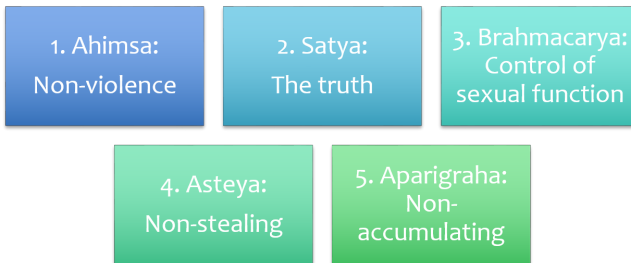 1. Ahimsa:
Non-violence
2. Satya:
The truth
3. Brahmacarya:
Control of
sexual function
4. Asteya:
Non-stealing
5. Aparigraha:
Non-
accumulating